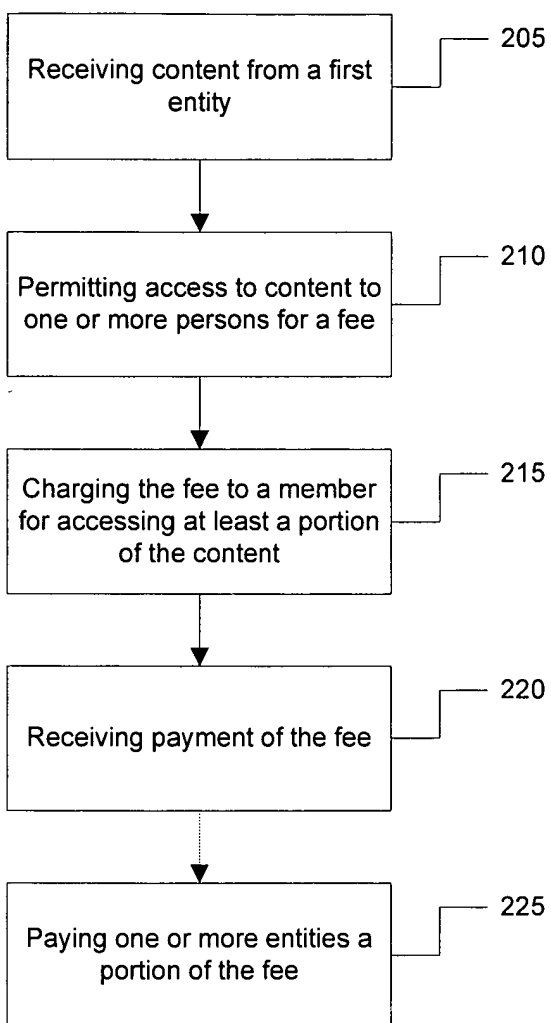 205
Receiving content from a first
entity
210
Permitting access to content to
one or more persons for a fee
215
Charging the fee to a member
for accessing at least a portion
of the content
220
Receiving payment of the fee
225
Paying one or more entities a
portion of the fee